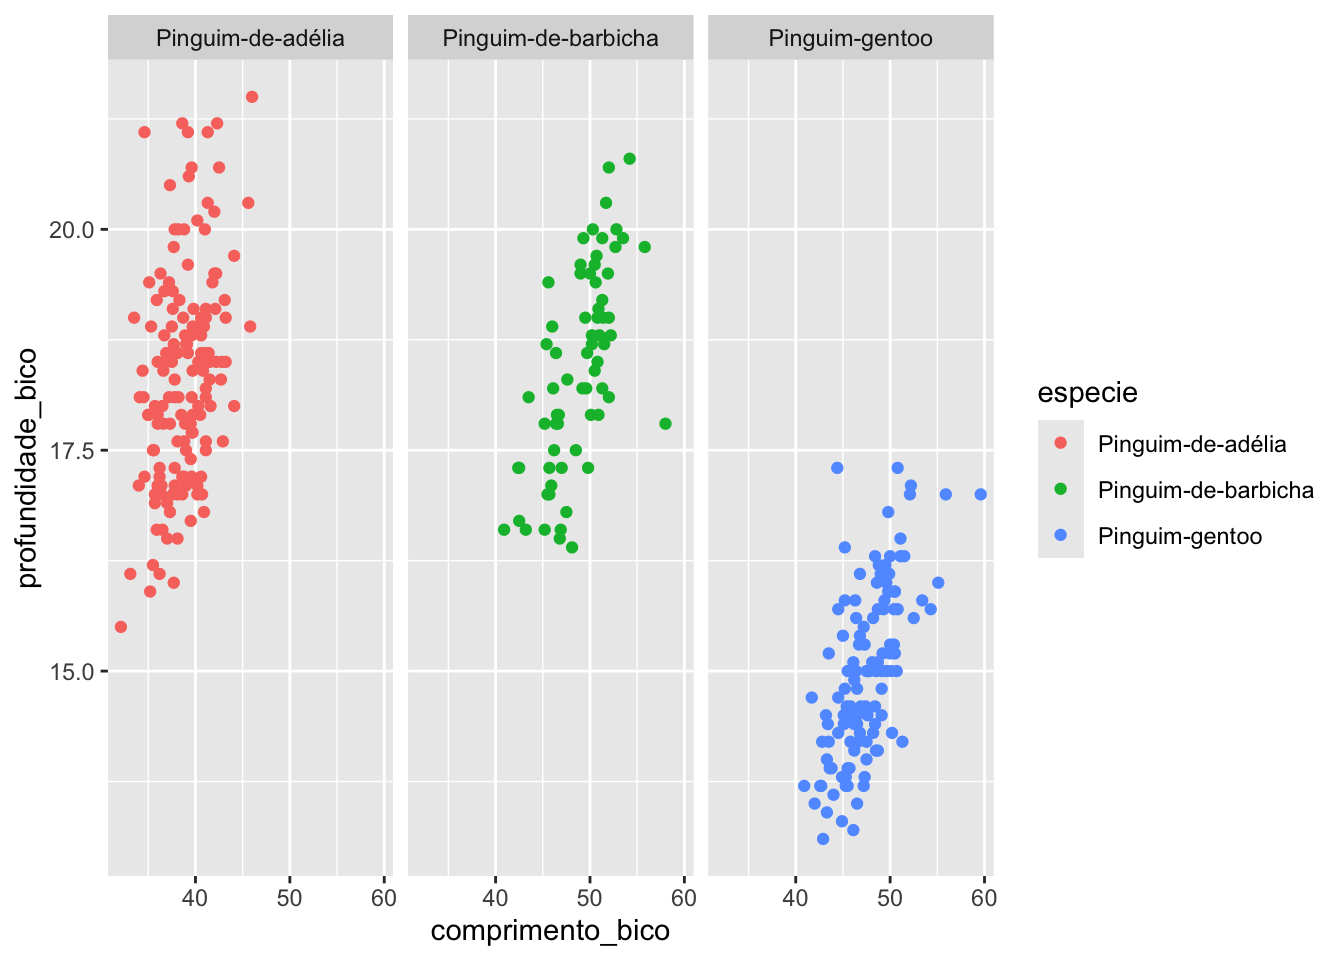 Pinguim-de-adélia
Pinguim-de-barbicha
Pinguim-gentoo
profundidade_bico
20.0
17.5
15.0
40 50 60
40 50 60
40 50 60
comprimento_bico
especie
Pinguim-de-adélia
Pinguim-de-barbicha
Pinguim-gentoo